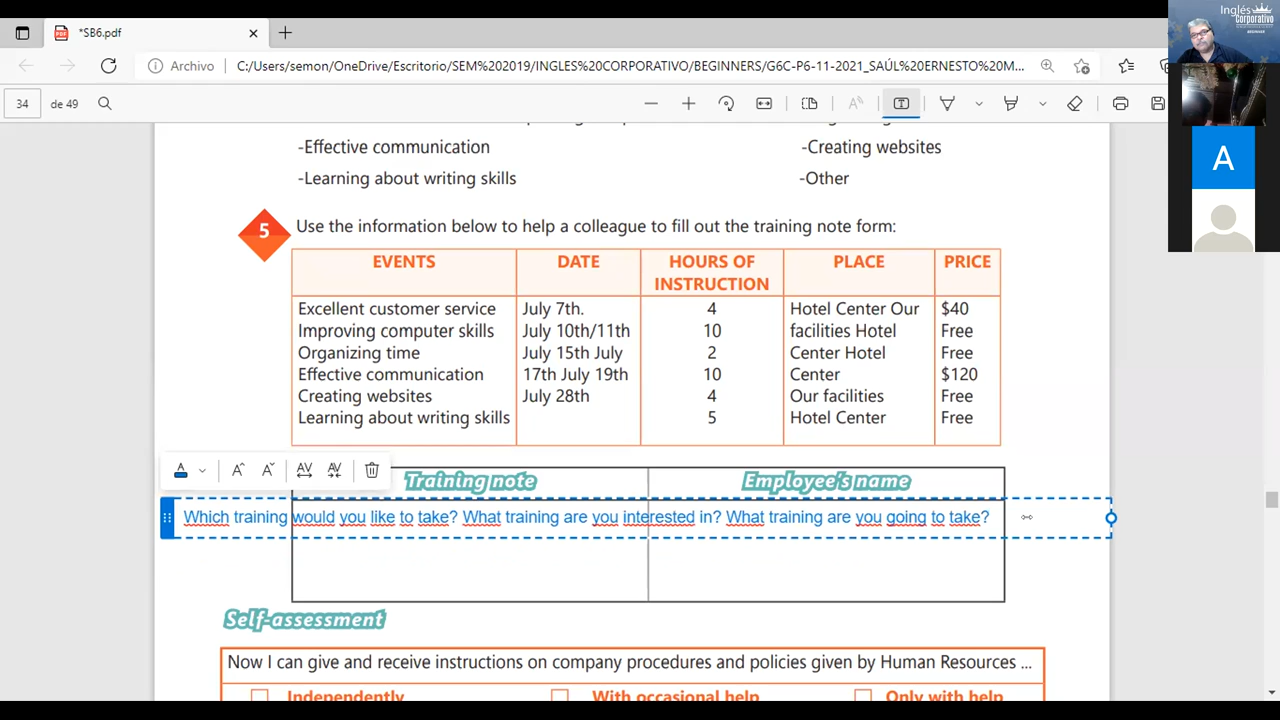 *SB6.pdf
Archivo
C:/Users/semon/OneDrive/Escritorio/SEM%202019/INGLES%20CORPORATIVO/BEGINNERS/G6C-P6-11-2021_SAÚL%20ERNESTO%20M...
34 de 49
-Effective communication -Creating websites
-Learning about writing skills -Other
5 Use the information below to help a colleague to fill out the training note form:
EVENTS DATE HOURS OF INSTRUCTION PLACE PRICE
Excellent customer service July 7th. 4 Hotel Center Our $40
Improving computer skills July 10th/11th 10 facilities Hotel Free
Organizing time July 15th July 2 Center Hotel Free
Effective communication 17th July 19th 10 Center $120
Creating websites July 28th 4 Our facilities Free
Learning about writing skills 5 Hotel Center Free
Training note Employee's name
Which training would you like to take? What training are you interested in? What training are you going to take?
Self-assessment
Now I can give and receive instructions on company procedures and policies given by Human Resources ...
Independently With occasional help Only with help
Inglés
Corporativo
A